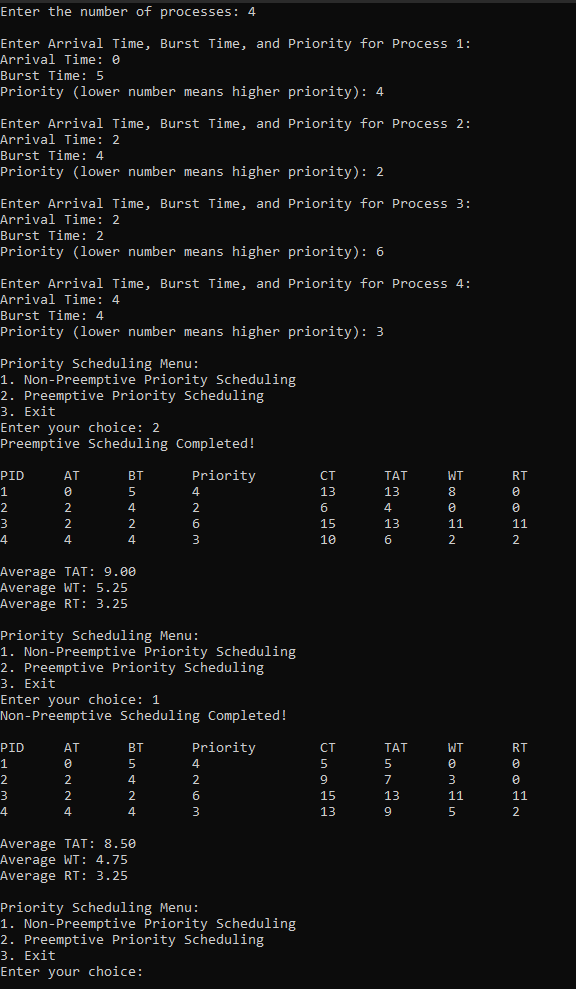 Enter the number of processes: 4
Enter Arrival Time, Burst Time, and Priority for Process 1:
Arrival Time: 0
Burst Time: 5
Priority (lower number means higher priority): 4
Enter Arrival Time, Burst Time, and Priority for Process 2:
Arrival Time: 2
Burst Time: 4
Priority (lower number means higher priority): 2
Enter Arrival Time, Burst Time, and Priority for Process 3:
Arrival Time: 2
Burst Time: 2
Priority (lower number means higher priority): 6
Enter Arrival Time, Burst Time, and Priority for Process 4:
Arrival Time: 4
Burst Time: 4
Priority (lower number means higher priority): 3
Priority Scheduling Menu:
1. Non-Preemptive Priority Scheduling
2. Preemptive Priority Scheduling
3. Exit
Enter your choice: 2
Preemptive Scheduling Completed!
PID AT BT Priority CT TAT WT RT
1 0 5 4 13 13 8 0
2 2 4 2 6 4 0 0
3 2 2 6 15 13 11 11
4 4 4 3 10 6 2 2
Average TAT: 9.00
Average WT: 5.25
Average RT: 3.25
Priority Scheduling Menu:
1. Non-Preemptive Priority Scheduling
2. Preemptive Priority Scheduling
3. Exit
Enter your choice: 1
Non-Preemptive Scheduling Completed!
PID AT BT Priority CT TAT WT RT
1 0 5 4 5 5 0 0
2 2 4 2 9 7 3 0
3 2 2 6 15 13 11 11
4 4 4 3 13 9 5 2
Average TAT: 8.50
Average WT: 4.75
Average RT: 3.25
Priority Scheduling Menu:
1. Non-Preemptive Priority Scheduling
2. Preemptive Priority Scheduling
3. Exit
Enter your choice: